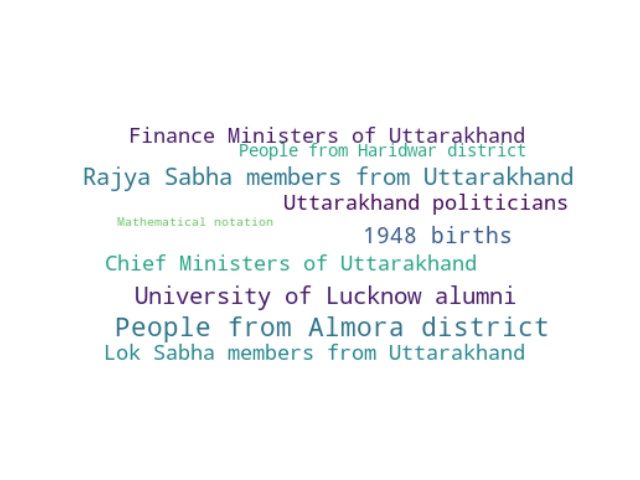 Finance Ministers of Uttarakhand
People from Haridwar district
Rajya Sabha members from Uttarakhand
Uttarakhand politicians
Mathematical notation
1948 births
Chief Ministers of Uttarakhand
University of Lucknow alumni
People from Almora district
Lok Sabha members from Uttarakhand